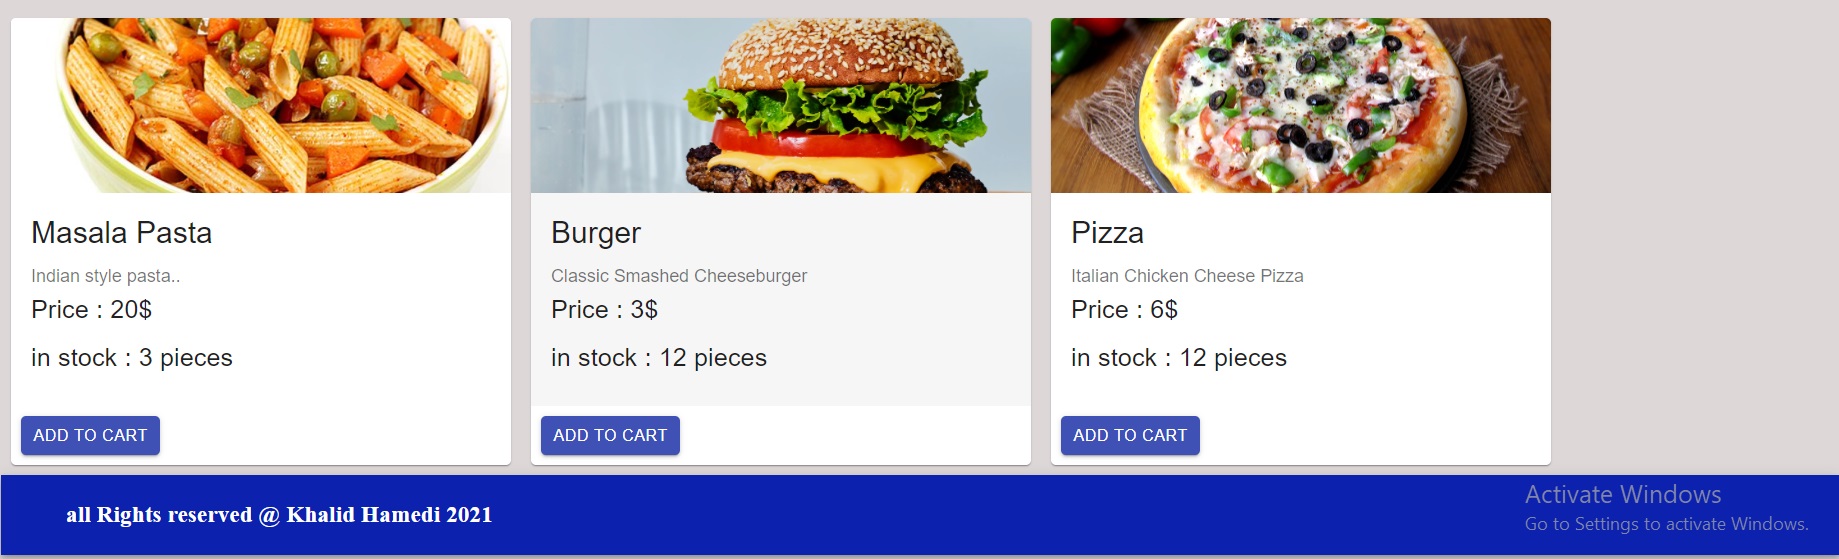 Masala Pasta
Indian style pasta..
Price : 20$
in stock : 3 pieces
ADD TO CART
Burger
Classic Smashed Cheeseburger
Price : 3$
in stock : 12 pieces
ADD TO CART
Pizza
Italian Chicken Cheese Pizza
Price : 6$
in stock : 12 pieces
ADD TO CART
all Rights reserved @ Khalid Hamedi 2021
Activate Windows
Go to Settings to activate Windows.